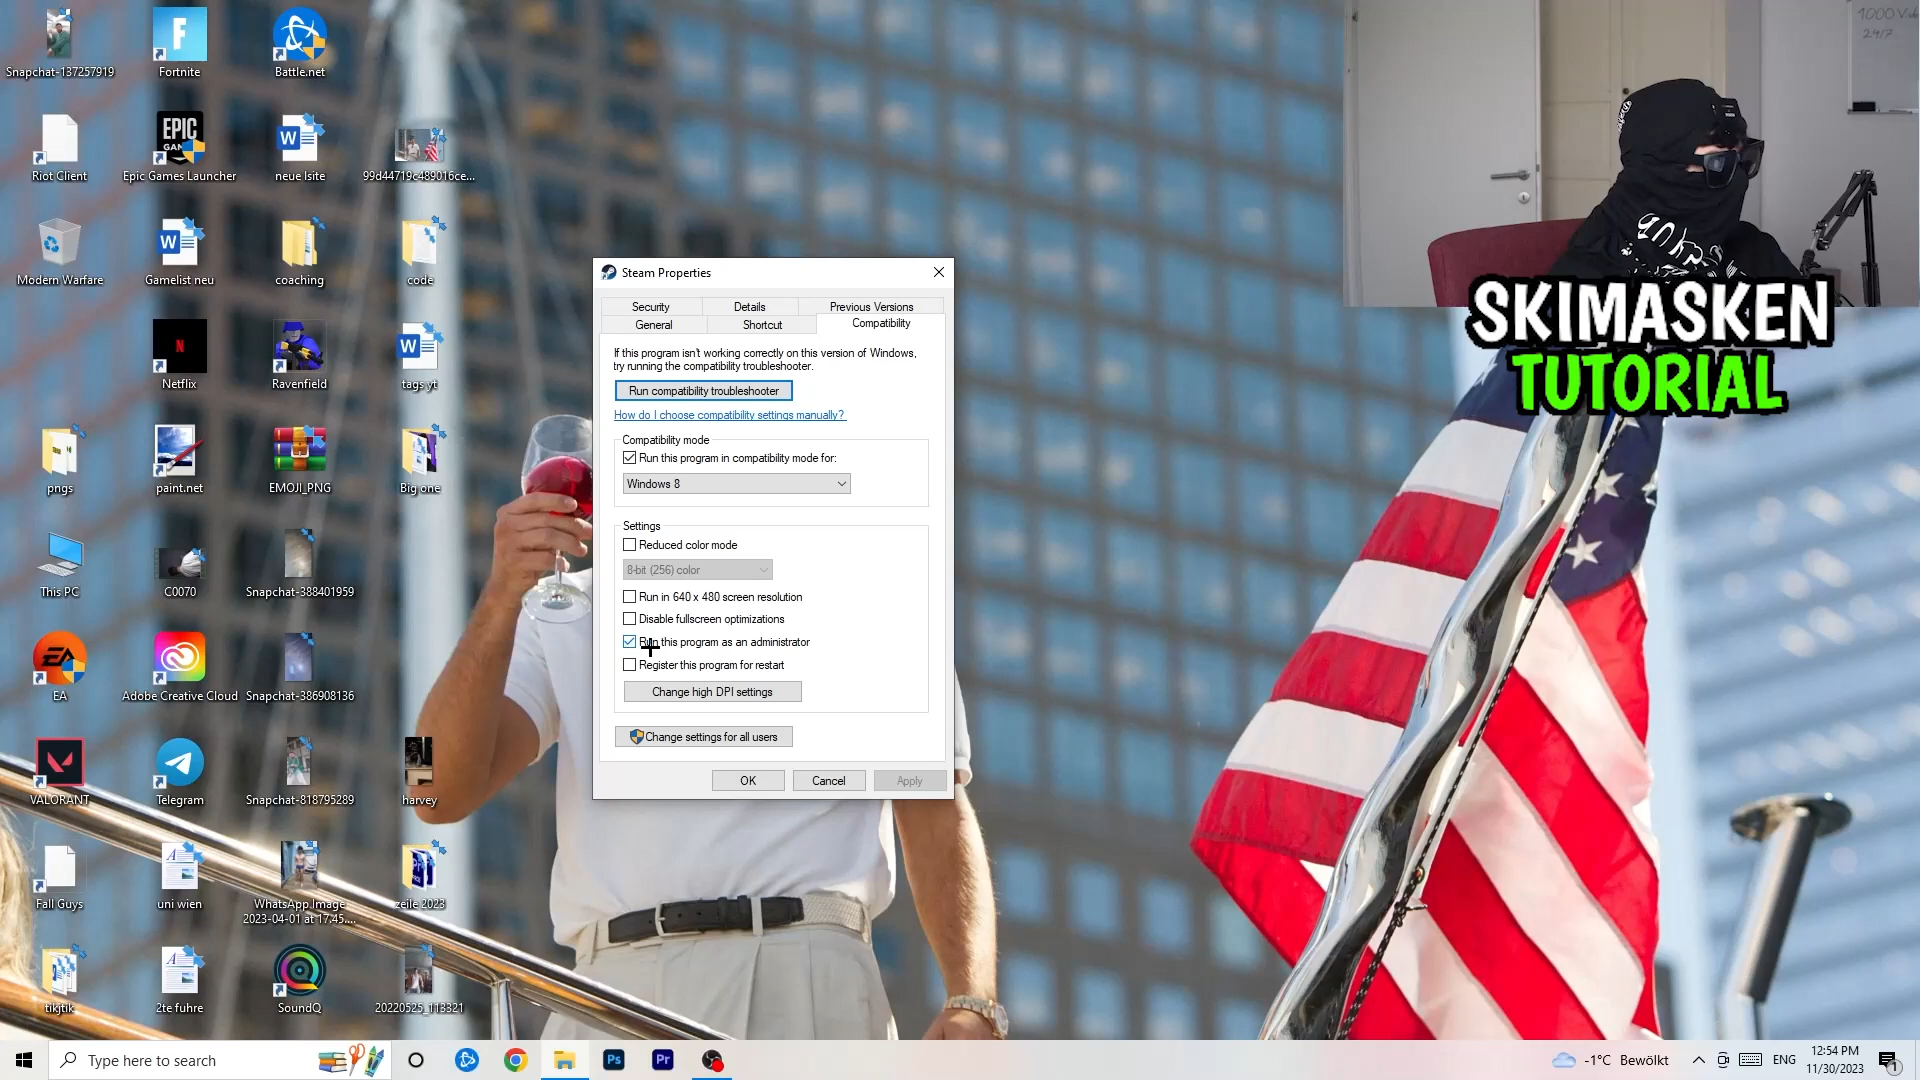 Snapchat-137257919
Fortnite
Battle.net
Riot Client
EPIC
Epic Games Launcher
neue lsite
99d44719c489016ce...
Modern Warfare
Gamelist neu
coaching
code
Netflix
Ravenfield
tags yt
pngs
paint.net
EMOJI_PNG
Big one
This PC
C0070
Snapchat-388401959
EA
Adobe Creative Cloud
Snapchat-386908136
VALORANT
Telegram
Snapchat-818795289
harvey
Fall Guys
uni wien
WhatsApp Image
2023-04-01 at 17.45....
zeile 2023
tikjtik
2te fuhre
SoundQ
20220525_113321
Steam Properties
Security
Details
Previous Versions
General
Shortcut
Compatibility
If this program isn't working correctly on this version of Windows,
try running the compatibility troubleshooter.
Run compatibility troubleshooter
How do I choose compatibility settings manually?
Compatibility mode
Run this program in compatibility mode for:
Windows 8
Settings
Reduced color mode
8-bit (256) color
Run in 640 x 480 screen resolution
Disable fullscreen optimizations
Run this program as an administrator
Register this program for restart
Change high DPI settings
Change settings for all users
OK
Cancel
Apply
SKIMASKEN
TUTORIAL
Type here to search
Ps
Pr
-1°C Bewölkt
ENG
12:54 PM
11/30/2023
1